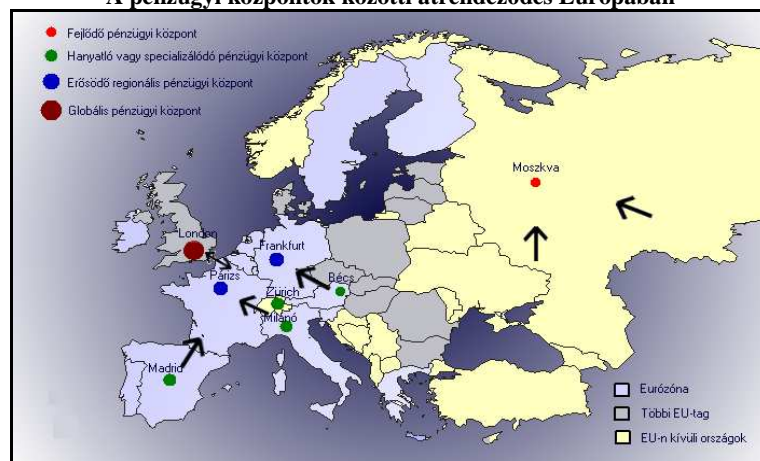 A pénzügyi központok közötti átrendeződés Európában
Fejlődő pénzügyi központ
Hanyatló vagy specializálódó pénzügyi központ
Erősödő regionális pénzügyi központ
Globális pénzügyi központ
Moszkva
London
Frankfurt
Párizs
Bécs
Zürich
Milánó
Madrid
Eurózóna
Többi EU-tag
EU-n kívüli országok